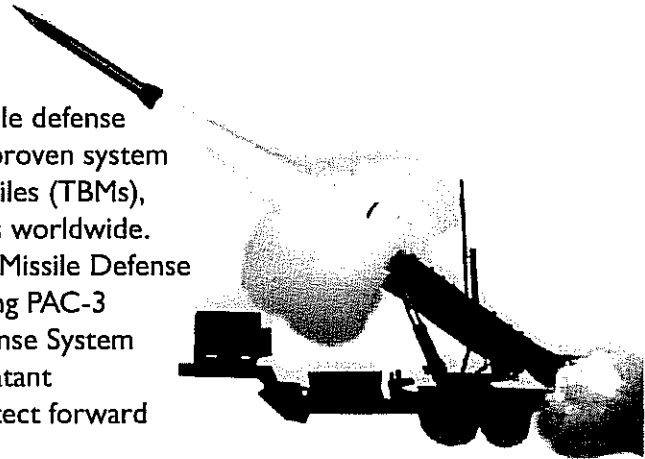 le defense
proven system
iles (TBMs),
worldwide.
Missile Defense
ng PAC-3
nse System
atant
tect forward